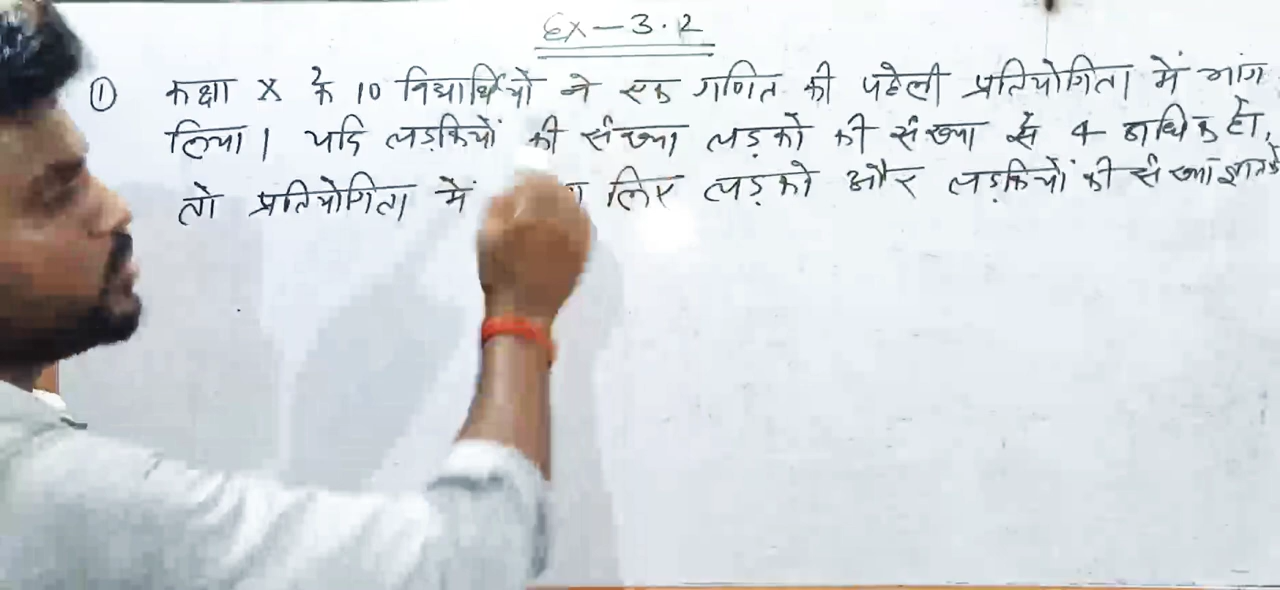 Ex-3.2
① कक्षा X के 10 विद्यार्थियों ने एक गणित की पहेली प्रतियोगिता में भाग
लिया। यदि लड़कियों की संख्या लड़को की संख्या से 4 अधिक हो,
तो प्रतियोगिता में लिए लड़को और लड़कियों की संख्या ज्ञात